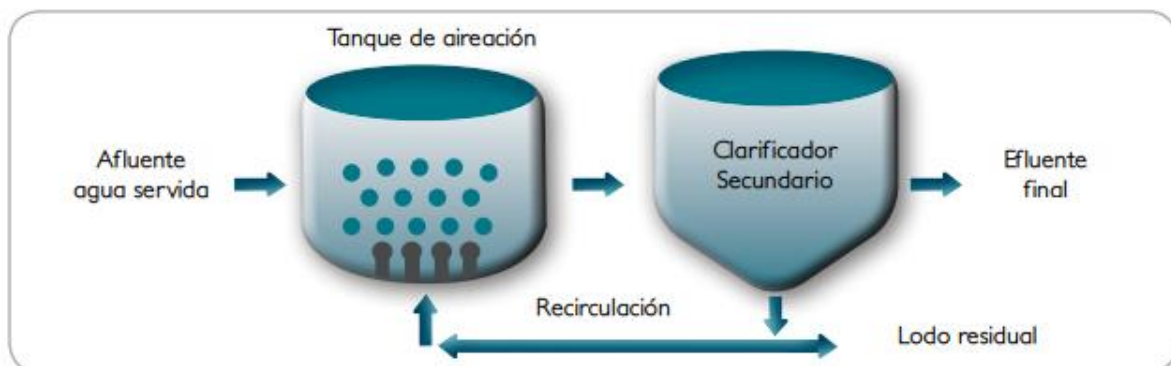 Tanque de aireación
Afluente
agua servida
Clarificador
Secundario
Efluente
final
Recirculación
Lodo residual